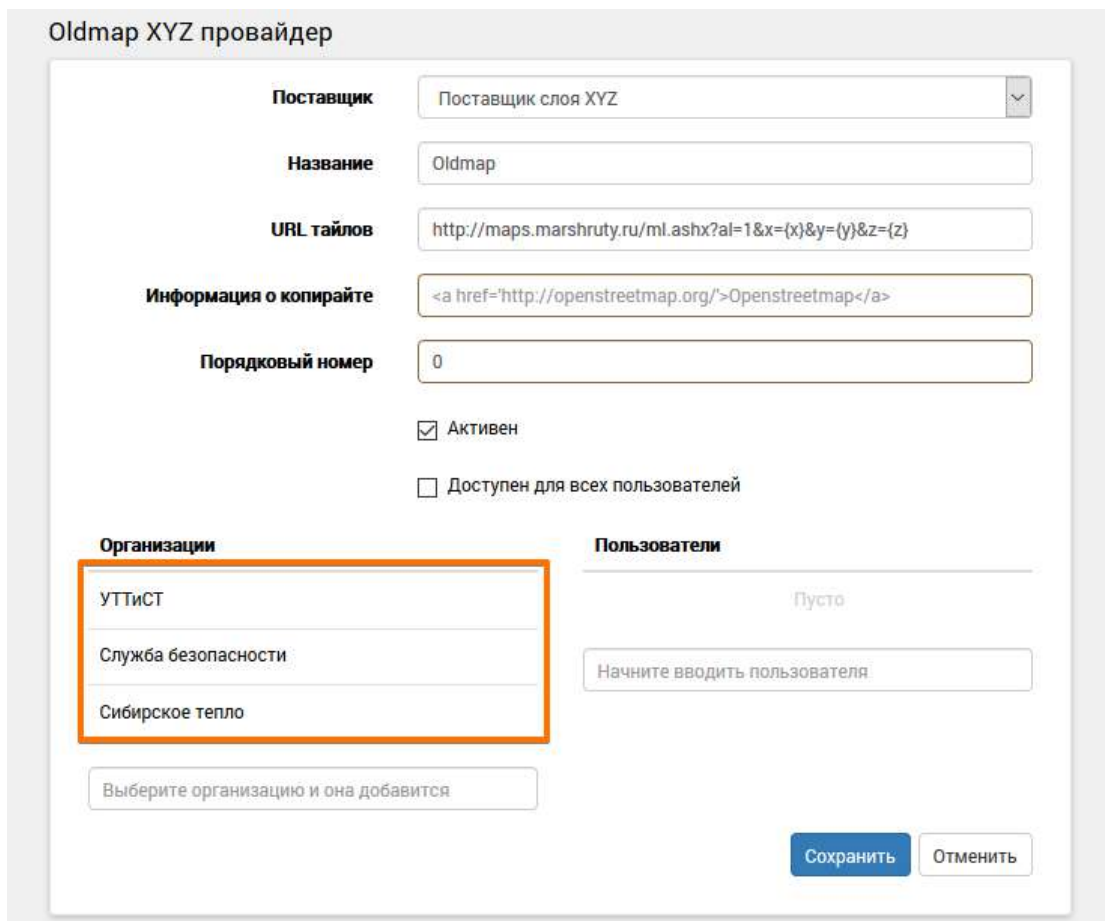 Oldmap XYZ провайдер
Поставщик Поставщик слоя XYZ
Название Oldmap
URL тайлов http://maps.marshruty.ru/ml.ashx?al=1&x={x}&y={y}&z={z}
Информация о копирайте <a href='http://openstreetmap.org/'>Openstreetmap</a>
Порядковый номер 0
Активен
Доступен для всех пользователей
Организации
УТТиСТ
Служба безопасности
Сибирское тепло
Выберите организацию и она добавится
Пользователи
Пусто
Начните вводить пользователя
Сохранить Отменить